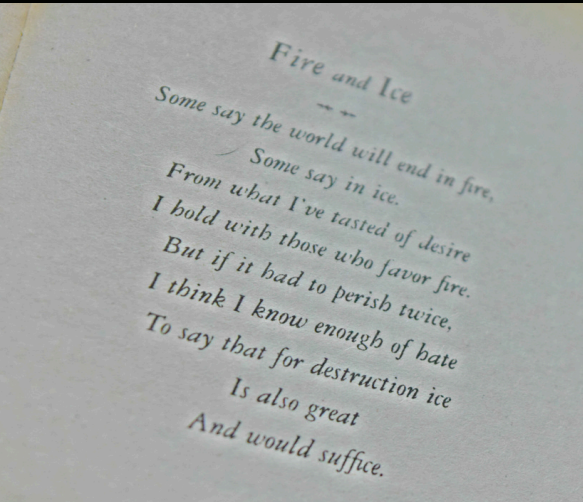 Fire and Ice
Some say the world will end in fire,
Some say in ice.
From what I've tasted of desire
I hold with those who favor fire.
But if it had to perish twice,
I think I know enough of hate
To say that for destruction ice
Is also great
And would suffice.